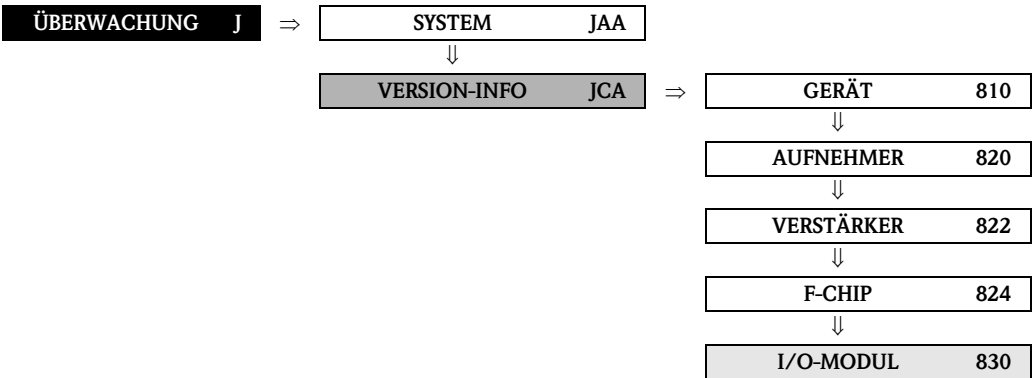 ÜBERWACHUNG J ⇒ SYSTEM JAA
⇓
VERSION-INFO JCA ⇒ GERÄT 810
⇓
AUFNEHMER 820
⇓
VERSTÄRKER 822
⇓
F-CHIP 824
⇓
I/O-MODUL 830